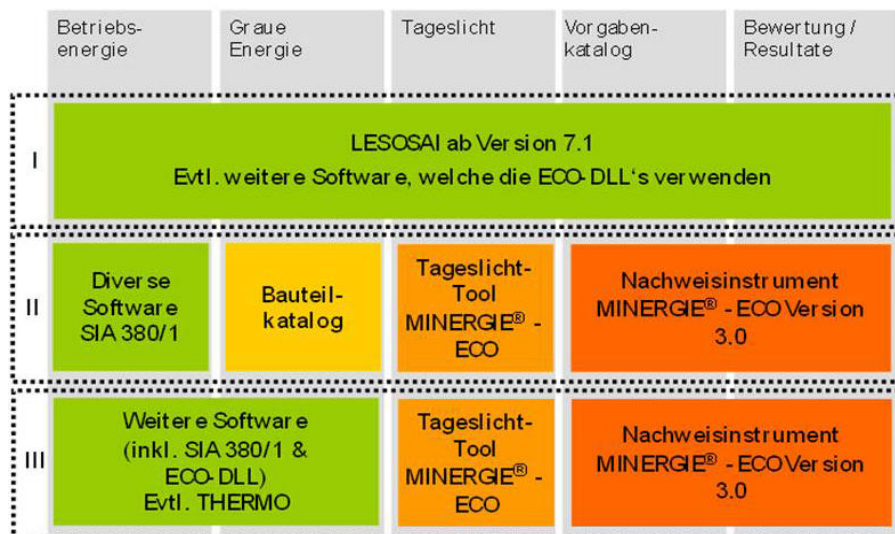 Betriebs-
energie
Graue
Energie
Tageslicht
Vorgaben-
katalog
Bewertung /
Resultate
I
LESOSAI ab Version 7.1
Evtl. weitere Software, welche die ECO-DLL's verwenden
II
Diverse
Software
SIA 380/1
Bauteil-
katalog
Tageslicht-
Tool
MINERGIE® -
ECO
Nachweisinstrument
MINERGIE® - ECO Version
3.0
III
Weitere Software
(inkl. SIA 380/1 &
ECO-DLL)
Evtl. THERMO
Tageslicht-
Tool
MINERGIE® -
ECO
Nachweisinstrument
MINERGIE® - ECO Version
3.0